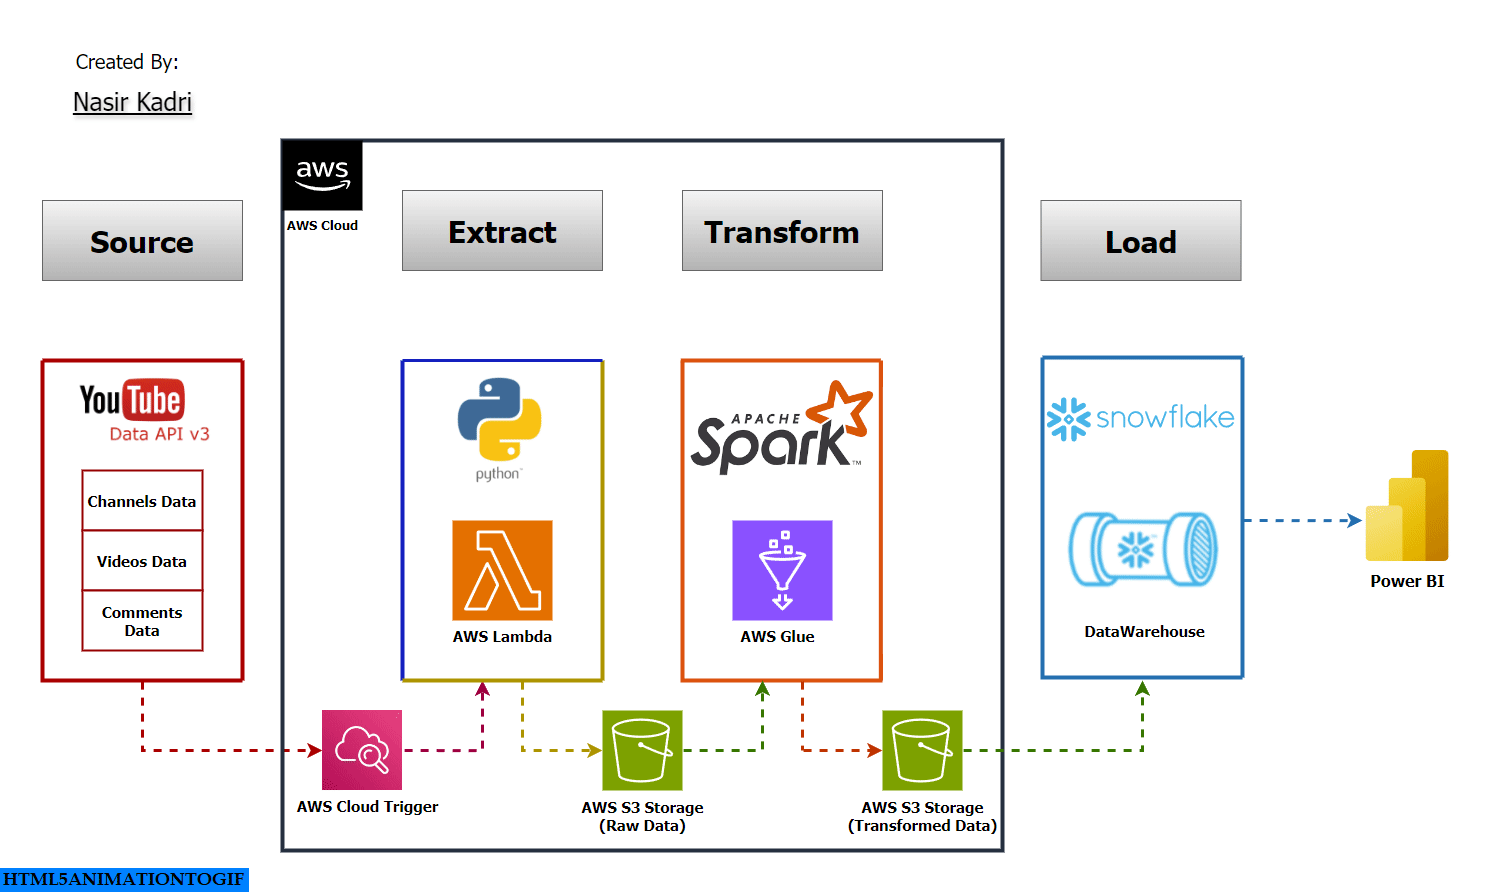 Created By:
Nasir Kadri
aws
AWS Cloud
Source
Extract
Transform
Load
YouTube
Data API v3
Channels Data
Videos Data
Comments
Data
python
AWS Lambda
APACHE
Spark™
AWS Glue
snowflake
DataWarehouse
Power BI
AWS Cloud Trigger
AWS S3 Storage
(Raw Data)
AWS S3 Storage
(Transformed Data)
HTML5ANIMATIONTOGIF